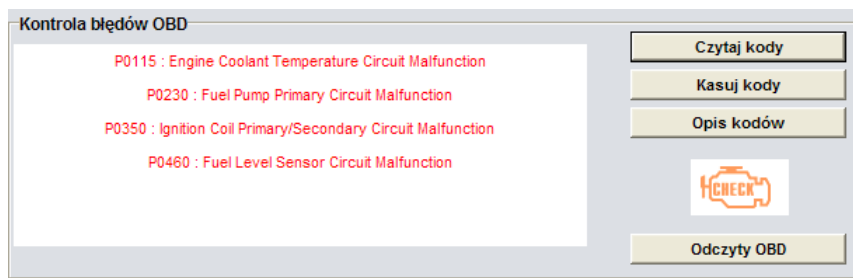 Kontrola błędów OBD
P0115 : Engine Coolant Temperature Circuit Malfunction
P0230 : Fuel Pump Primary Circuit Malfunction
P0350 : Ignition Coil Primary/Secondary Circuit Malfunction
P0460 : Fuel Level Sensor Circuit Malfunction
Czytaj kody
Kasuj kody
Opis kodów
CHECK
Odczyty OBD